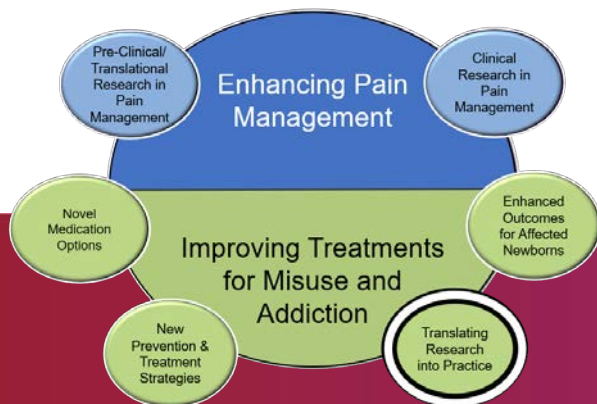 Pre-Clinical/
Translational
Research in
Pain
Management
Enhancing Pain
Management
Clinical
Research in
Pain
Management
Novel
Medication
Options
Improving Treatments
for Misuse and
Addiction
Enhanced
Outcomes
for Affected
Newborns
New
Prevention &
Treatment
Strategies
Translating
Research
into Practice